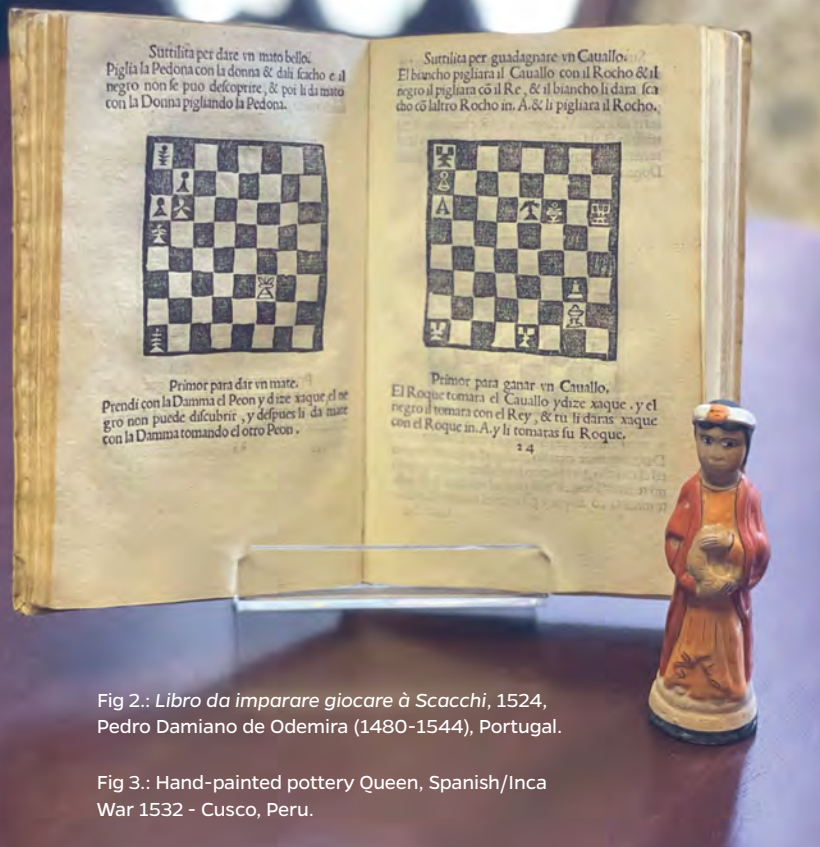 Suttilita per dare vn mato bello.
Piglia la Pedona con la donna & dali scacho e il
negro non se puo descoprire, & poi li da mato
con la Donna pigliando la Pedona.
Primor para dar vn mate.
Prendi con la Damma el Peon y dize xaque el ne
gro non puede discubrir, y despues li da mate
con la Damma tomando el otro Peon.
Suttilita per guadagnare vn Cauallo.
El biancho pigliara il Cauallo con il Rocho & il
negro il pigliara cō il Re, & il biancho li dara sca
cho cō laltro Rocho in. A. & li pigliara il Rocho.
A
Primor para ganar vn Cauallo.
El Roque tomara el Cauallo y dize xaque. y el
negro il tomara con el Rey, & tu li daras xaque
con el Roque in. A. y li tomaras su Roque.
24
Fig 2.: Libro da imparare giocare à Scacchi, 1524,
Pedro Damiano de Odemira (1480-1544), Portugal.
Fig 3.: Hand-painted pottery Queen, Spanish/Inca
War 1532 - Cusco, Peru.